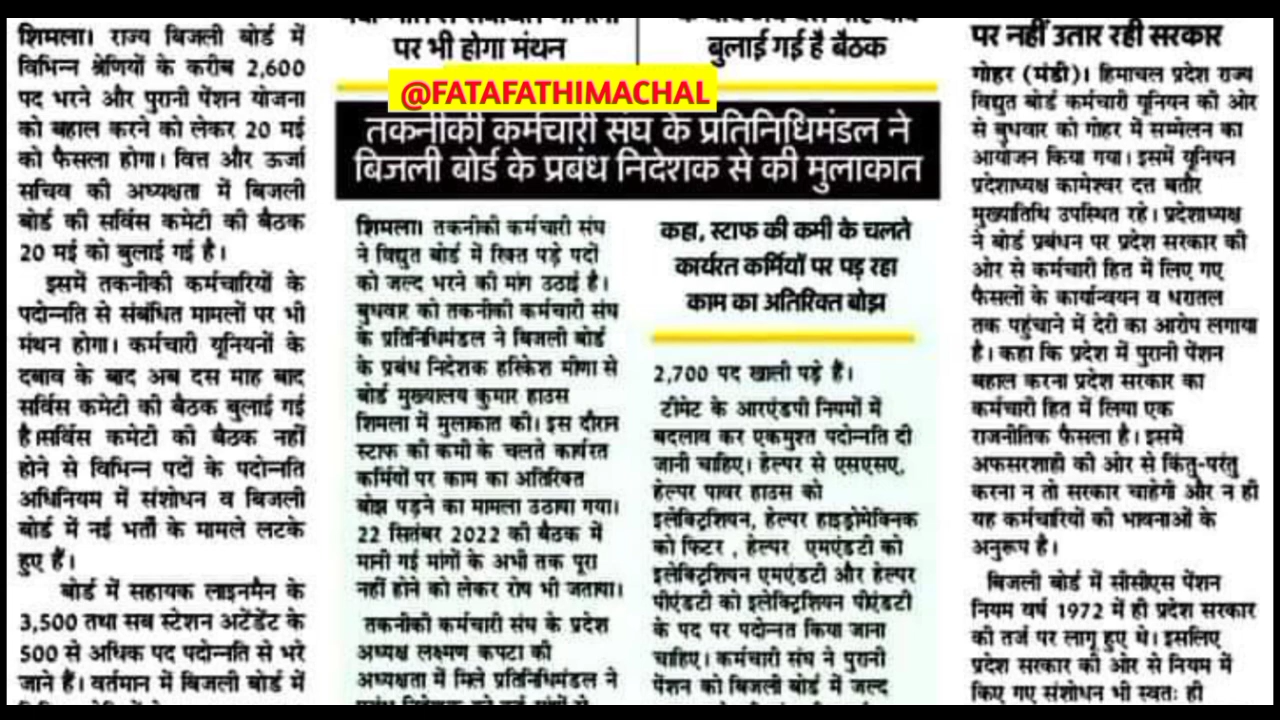 शिमला। राज्य बिजली बोर्ड में
विभिन्न श्रेणियों के करीब 2,600
पद भरने और पुरानी पेंशन योजना
को बहाल करने को लेकर 20 मई
को फैसला होगा। वित्त और ऊर्जा
सचिव की अध्यक्षता में बिजली
बोर्ड की सर्विस कमेटी की बैठक
20 मई को बुलाई गई है।
इसमें तकनीकी कर्मचारियों के
पदोन्नति से संबंधित मामलों पर भी
मंथन होगा। कर्मचारी यूनियनों के
दबाव के बाद अब दस माह बाद
सर्विस कमेटी की बैठक बुलाई गई
है।सर्विस कमेटी की बैठक नहीं
होने से विभिन्न पदों के पदोन्नति
अधिनियम में संशोधन व बिजली
बोर्ड में नई भर्ती के मामले लटके
हुए हैं।
बोर्ड में सहायक लाइनमैन के
3,500 तथा सब स्टेशन अटेंडेंट के
500 से अधिक पद पदोन्नति से भरे
जाने हैं। वर्तमान में बिजली बोर्ड में
पर भी होगा मंथन
बुलाई गई है बैठक
@FATAFATHIMACHAL
तकनीकी कर्मचारी संघ के प्रतिनिधिमंडल ने
बिजली बोर्ड के प्रबंध निदेशक से की मुलाकात
शिमला। तकनीकी कर्मचारी संघ
ने विद्युत बोर्ड में रिक्त पड़े पदों
को जल्द भरने की मांग उठाई है।
बुधवार को तकनीकी कर्मचारी संघ
के प्रतिनिधिमंडल ने बिजली बोर्ड
के प्रबंध निदेशक हरिकेश मीणा से
बोर्ड मुख्यालय कुमार हाउस
शिमला में मुलाकात की। इस दौरान
स्टाफ की कमी के चलते कार्यरत
कर्मियों पर काम का अतिरिक्त
बोझ पड़ने का मामला उठाया गया।
22 सितंबर 2022 की बैठक में
मानी गई मांगों के अभी तक पूरा
नहीं होने को लेकर रोष भी जताया।
तकनीकी कर्मचारी संघ के प्रदेश
अध्यक्ष लक्ष्मण कपटा की
अध्यक्षता में मिले प्रतिनिधिमंडल ने
कहा, स्टाफ की कमी के चलते
कार्यरत कर्मियों पर पड़ रहा
काम का अतिरिक्त बोझ
2,700 पद खाली पड़े हैं।
टीमेट के आरएंडपी नियमों में
बदलाव कर एकमुश्त पदोन्नति दी
जानी चाहिए। हेल्पर से एसएसए,
हेल्पर पावर हाउस को
इलेक्ट्रिशियन, हेल्पर हाइड्रोमेक्निक
को फिटर , हेल्पर एमएंडटी को
इलेक्ट्रिशियन एमएंडटी और हेल्पर
पीएंडटी को इलेक्ट्रिशियन पीएंडटी
के पद पर पदोन्नत किया जाना
चाहिए। कर्मचारी संघ ने पुरानी
पेंशन को बिजली बोर्ड में जल्द
पर नहीं उतार रही सरकार
गोहर (मंडी)। हिमाचल प्रदेश राज्य
विद्युत बोर्ड कर्मचारी यूनियन की ओर
से बुधवार को गोहर में सम्मेलन का
आयोजन किया गया। इसमें यूनियन
प्रदेशाध्यक्ष कामेश्वर दत्त बतौर
मुख्यातिथि उपस्थित रहे। प्रदेशाध्यक्ष
ने बोर्ड प्रबंधन पर प्रदेश सरकार की
ओर से कर्मचारी हित में लिए गए
फैसलों के कार्यान्वयन व धरातल
तक पहुंचाने में देरी का आरोप लगाया
है। कहा कि प्रदेश में पुरानी पेंशन
बहाल करना प्रदेश सरकार का
कर्मचारी हित में लिया एक
राजनीतिक फैसला है। इसमें
अफसरशाही की ओर से किंतु-परंतु
करना न तो सरकार चाहेगी और न ही
यह कर्मचारियों की भावनाओं के
अनुरूप है।
बिजली बोर्ड में सीसीएस पेंशन
नियम वर्ष 1972 में ही प्रदेश सरकार
की तर्ज पर लागू हुए थे। इसलिए
प्रदेश सरकार की ओर से नियम में
किए गए संशोधन भी स्वतः ही